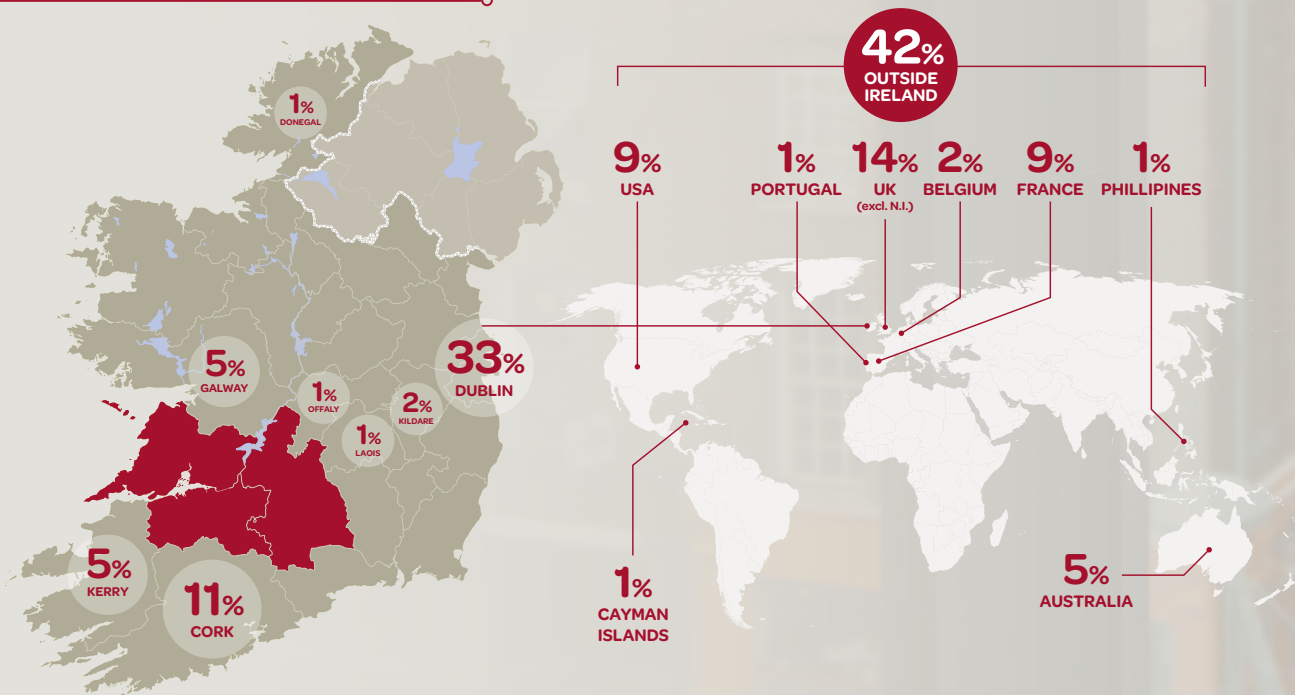 42%
OUTSIDE
IRELAND
9%
USA
1%
PORTUGAL
14%
UK
(excl. N.I.)
2%
BELGIUM
9%
FRANCE
1%
PHILLIPINES
1%
DONEGAL
5%
GALWAY
1%
OFFALY
1%
LAOIS
2%
KILDARE
33%
DUBLIN
5%
KERRY
11%
CORK
1%
CAYMAN
ISLANDS
5%
AUSTRALIA